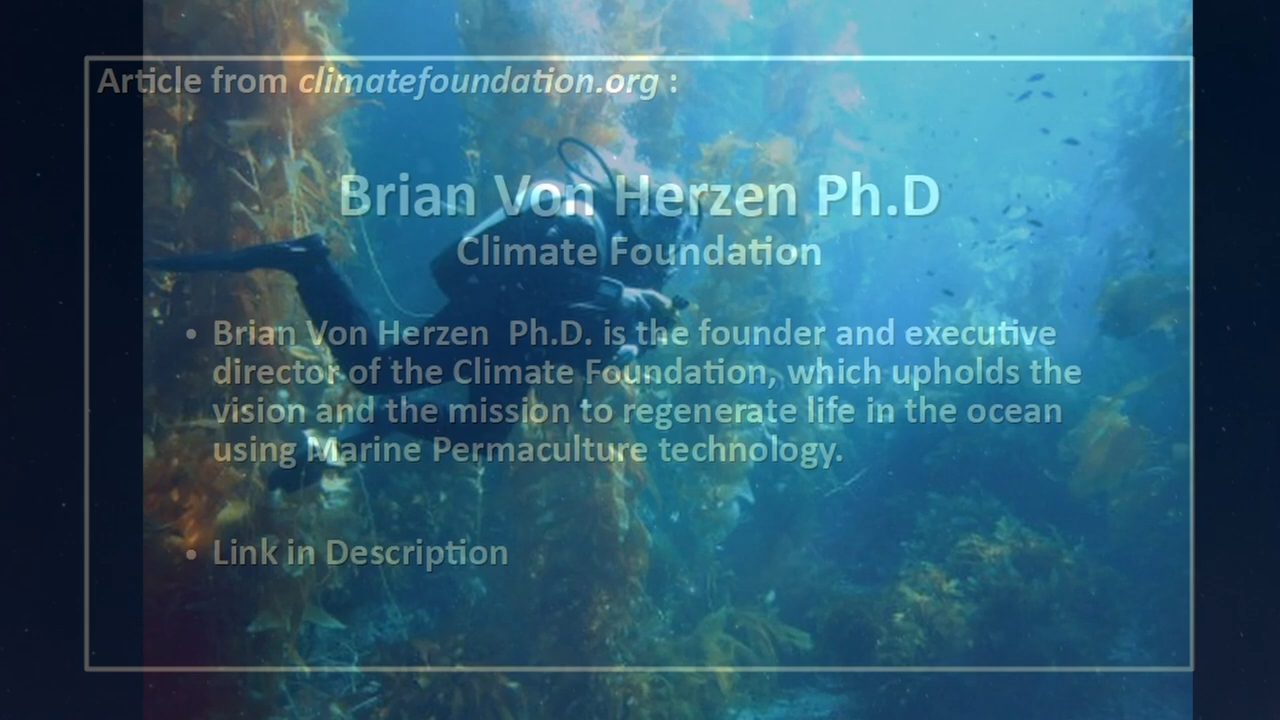 Article from climatefoundation.org :
Brian Von Herzen Ph.D
Climate Foundation
• Brian Von Herzen  Ph.D. is the founder and executive
director of the Climate Foundation, which upholds the
vision and the mission to regenerate life in the ocean
using Marine Permaculture technology.
• Link in Description